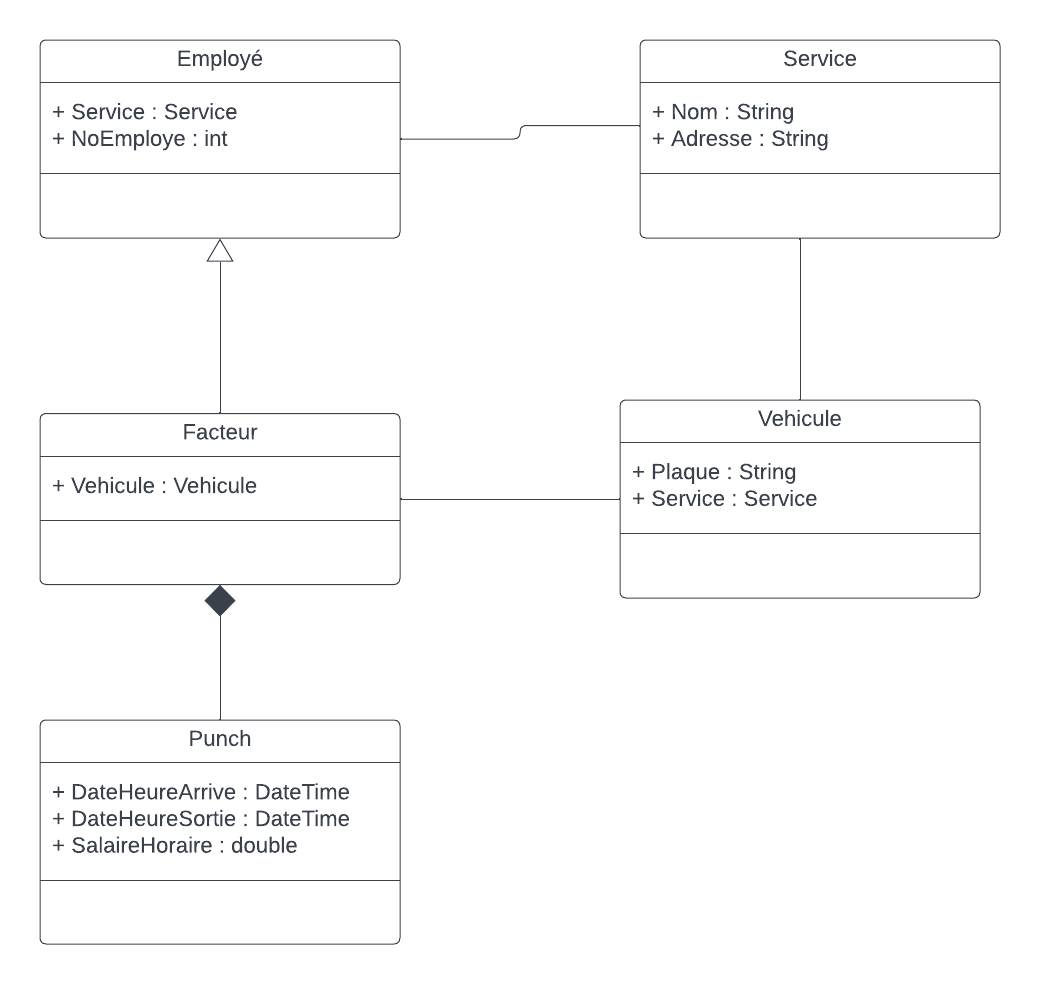 Employé
+ Service : Service
+ NoEmploye : int
Service
+ Nom : String
+ Adresse : String
Facteur
+ Vehicule : Vehicule
Vehicule
+ Plaque : String
+ Service : Service
Punch
+ DateHeureArrive : DateTime
+ DateHeureSortie : DateTime
+ SalaireHoraire : double